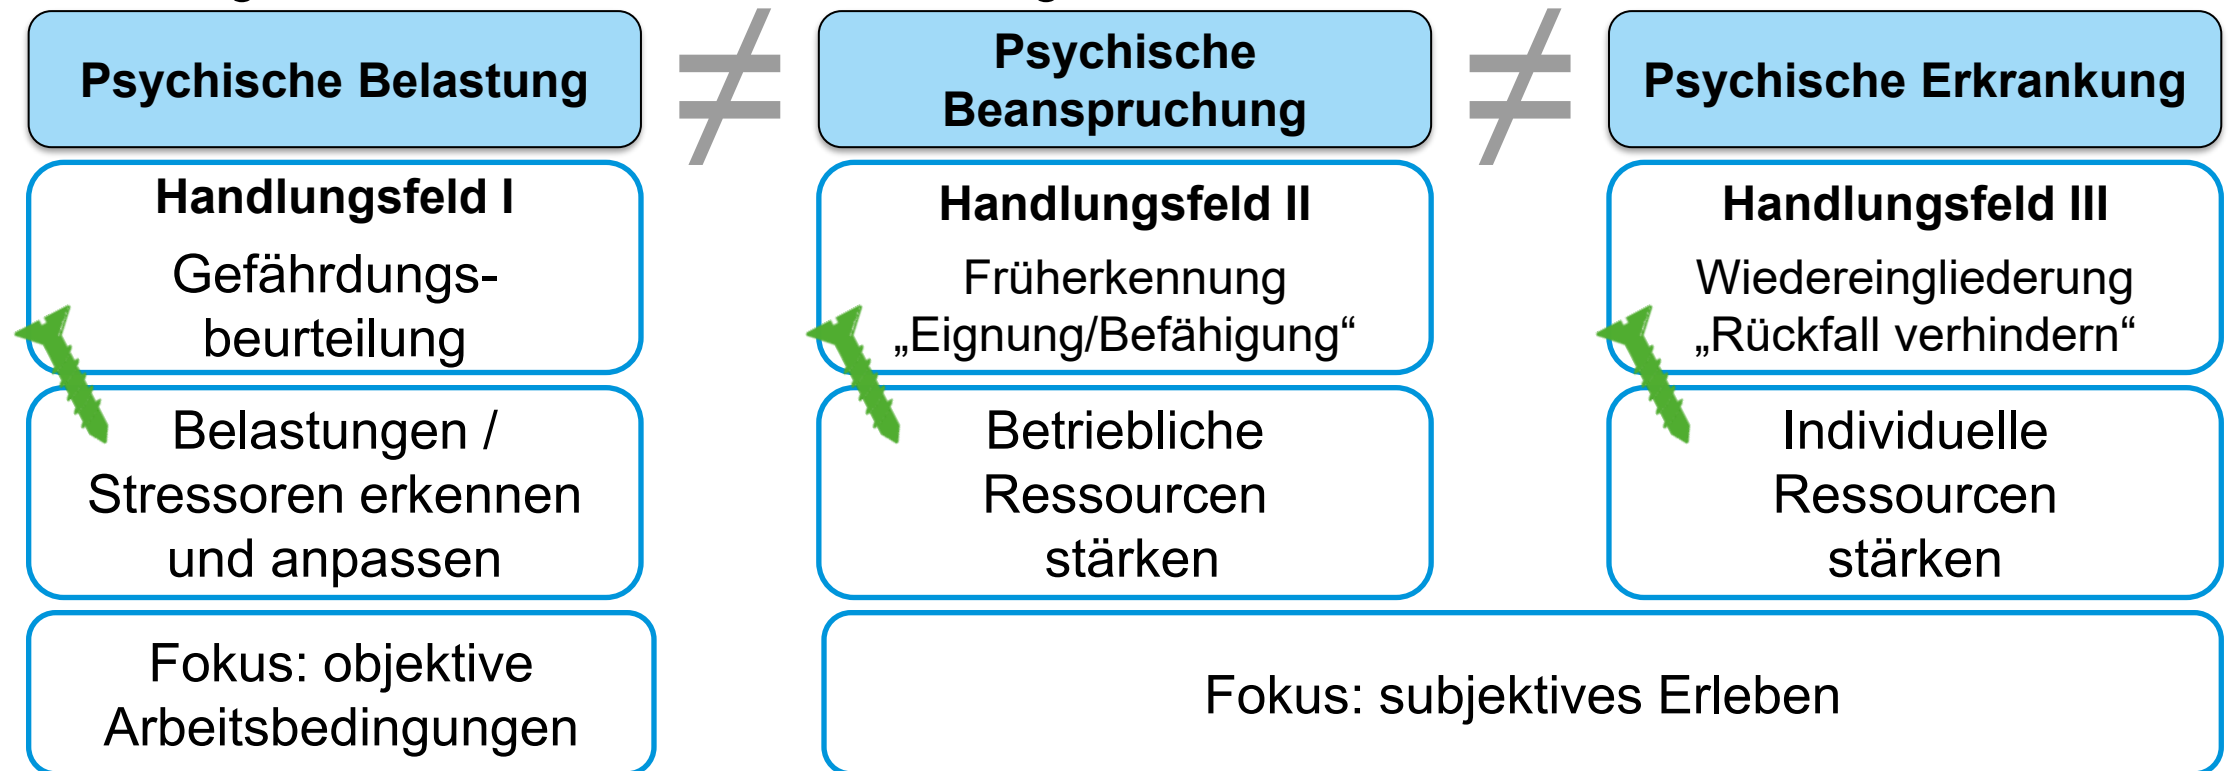 Psychische Belastung
≠
Psychische
Beanspruchung
≠
Psychische Erkrankung
Handlungsfeld I
Gefährdungs-
beurteilung
Handlungsfeld II
Früherkennung
„Eignung/Befähigung“
Handlungsfeld III
Wiedereingliederung
„Rückfall verhindern“
Belastungen /
Stressoren erkennen
und anpassen
Betriebliche
Ressourcen
stärken
Individuelle
Ressourcen
stärken
Fokus: objektive
Arbeitsbedingungen
Fokus: subjektives Erleben